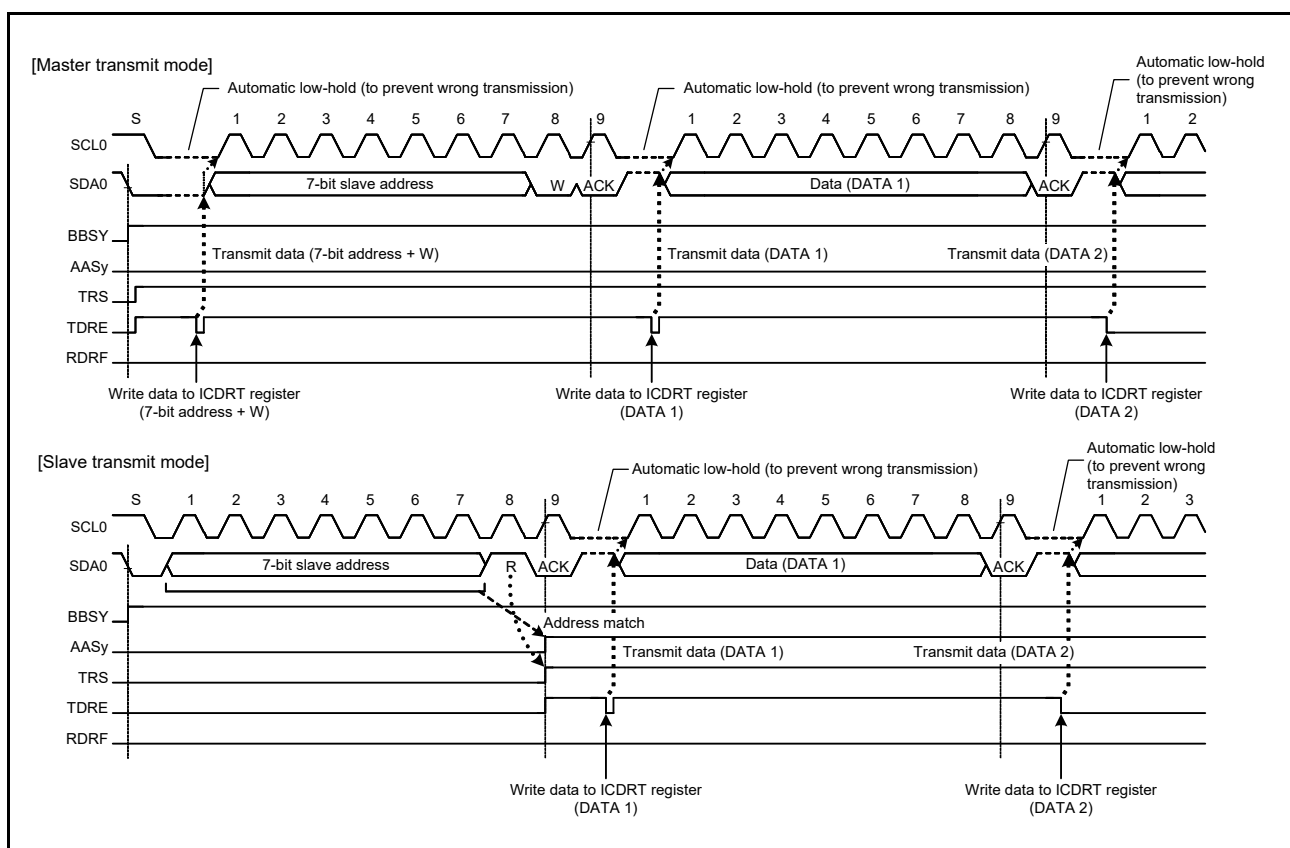 [Master transmit mode]
Automatic low-hold (to prevent wrong transmission)
Automatic low-hold (to prevent wrong transmission)
Automatic low-hold
(to prevent wrong
transmission)
S 1 2 3 4 5 6 7 8 9 1 2 3 4 5 6 7 8 9 1 2
SCL0
SDA0 7-bit slave address W ACK Data (DATA 1) ACK
BBSY
Transmit data (7-bit address + W) Transmit data (DATA 1) Transmit data (DATA 2)
AASy
TRS
TDRE
RDRF
Write data to ICDRT register
(7-bit address + W)
Write data to ICDRT register
(DATA 1)
Write data to ICDRT register
(DATA 2)
[Slave transmit mode]
Automatic low-hold (to prevent wrong transmission)
Automatic low-hold
(to prevent wrong
transmission)
S 1 2 3 4 5 6 7 8 9 1 2 3 4 5 6 7 8 9 1 2 3
SCL0
SDA0 7-bit slave address R ACK Data (DATA 1) ACK
BBSY
Address match
AASy
Transmit data (DATA 1) Transmit data (DATA 2)
TRS
TDRE
RDRF
Write data to ICDRT register
(DATA 1)
Write data to ICDRT register
(DATA 2)